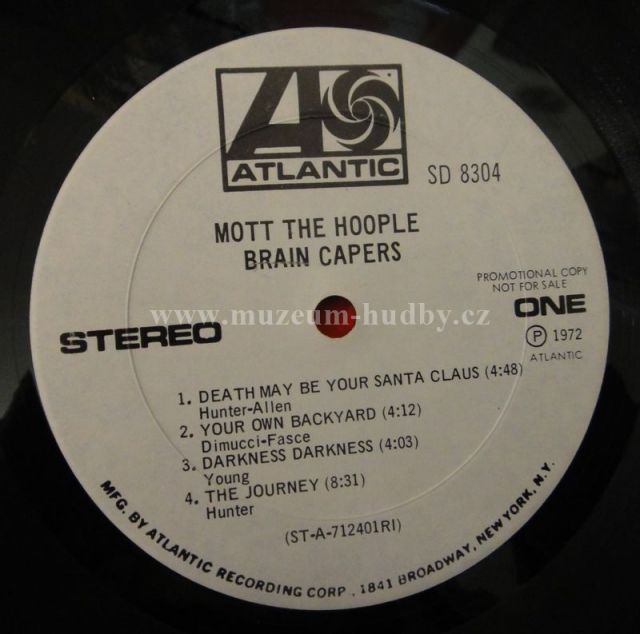 ATLANTIC
SD 8304
MOTT THE HOOPLE
BRAIN CAPERS
PROMOTIONAL COPY
NOT FOR SALE
www.muzeum-hudby.cz
STEREO
ONE
Ⓟ 1972
ATLANTIC
1. DEATH MAY BE YOUR SANTA CLAUS (4:48)
Hunter-Allen
2. YOUR OWN BACKYARD (4:12)
Dimucci-Fasce
3. DARKNESS DARKNESS (4:03)
Young
4. THE JOURNEY (8:31)
Hunter
(ST-A-712401RI)
MFG. BY ATLANTIC RECORDING CORP., 1841 BROADWAY, NEW YORK, N.Y.